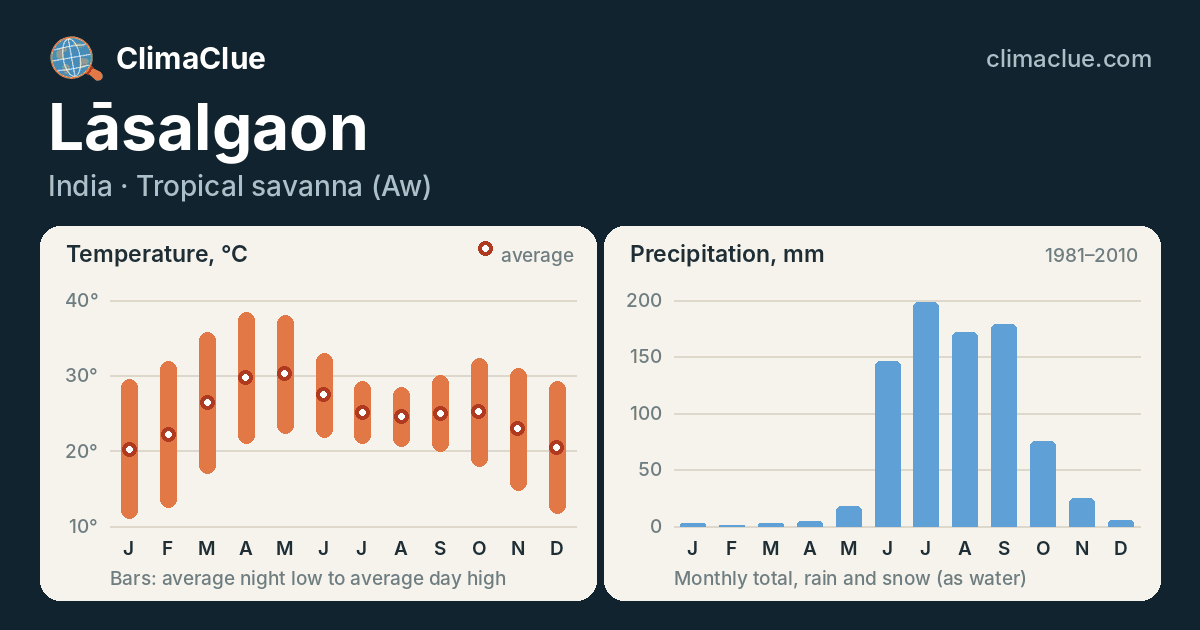 ClimaClue
climaclue.com
Lāsalgaon
India · Tropical savanna (Aw)
Temperature, °C
average
40°
30°
20°
10°
J F M A M J J A S O N D
Bars: average night low to average day high
Precipitation, mm
1981–2010
200
150
100
50
0
J F M A M J J A S O N D
Monthly total, rain and snow (as water)